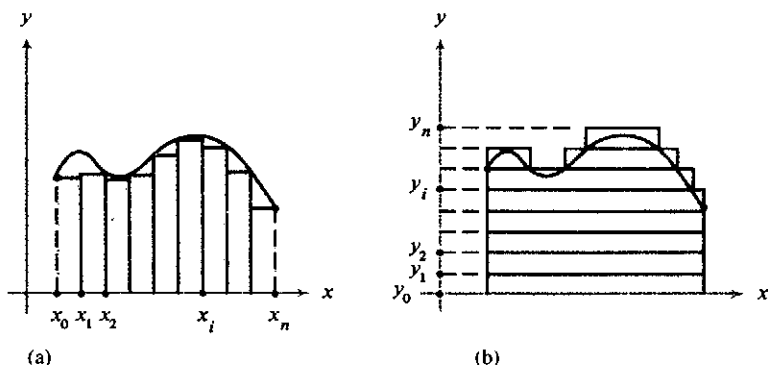 y
x
x₀ x₁ x₂ xᵢ xₙ
(a)
y
yₙ
yᵢ
y₂
y₁
y₀
x
(b)